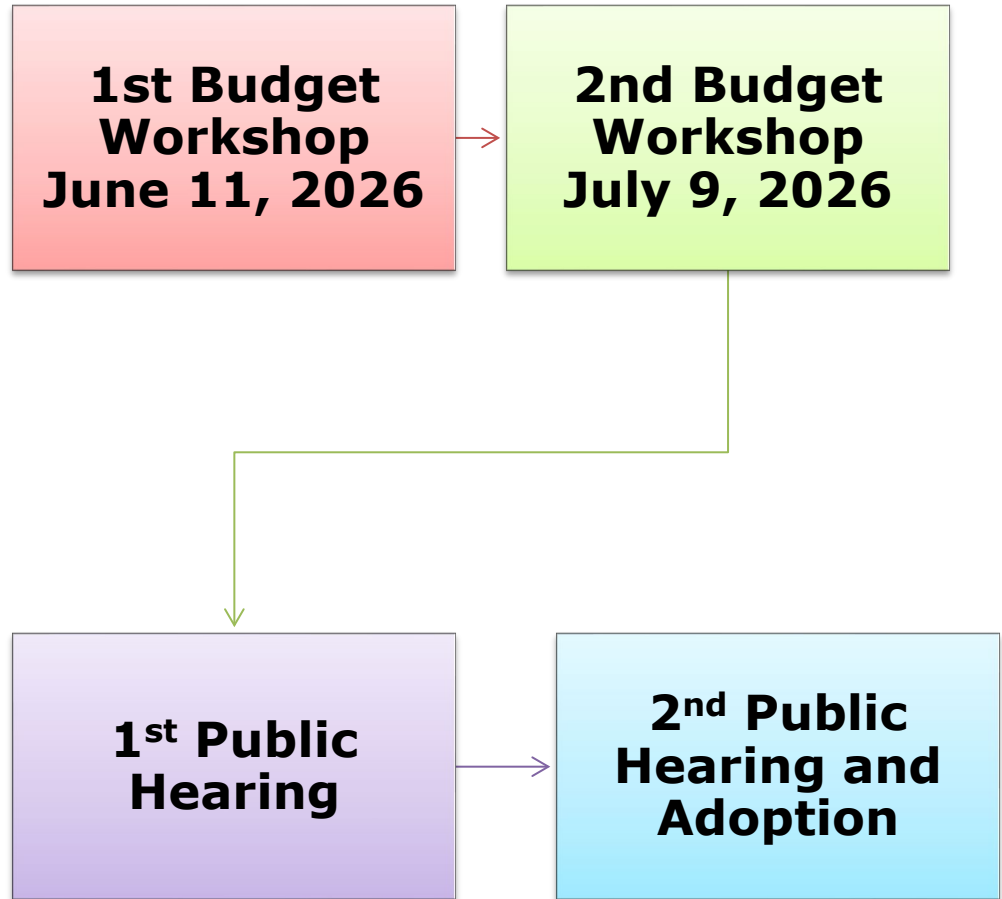 1st Budget
Workshop
June 11, 2026
2nd Budget
Workshop
July 9, 2026
1st Public
Hearing
2nd Public
Hearing and
Adoption